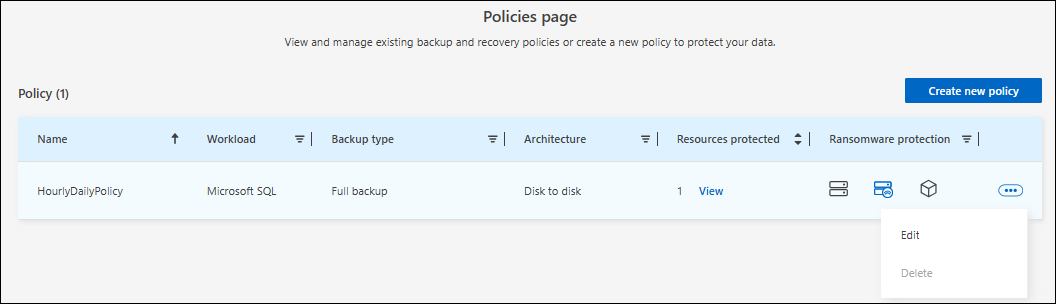 Policies page
View and manage existing backup and recovery policies or create a new policy to protect your data.
Policy (1)
Create new policy
Name Workload Backup type Architecture Resources protected Ransomware protection
HourlyDailyPolicy Microsoft SQL Full backup Disk to disk 1 View
Edit
Delete